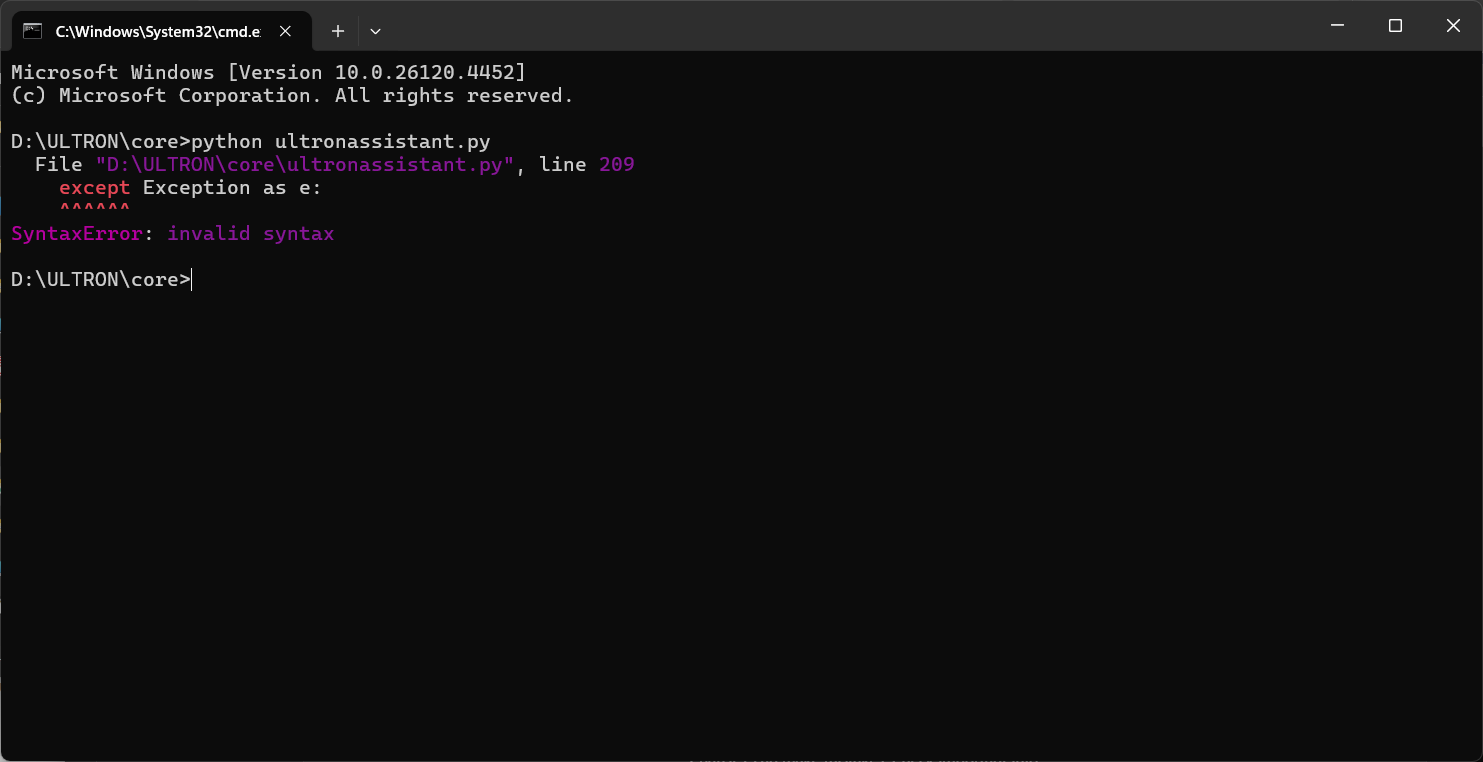 C:\Windows\System32\cmd.e
Microsoft Windows [Version 10.0.26120.4452]
(c) Microsoft Corporation. All rights reserved.
D:\ULTRON\core>python ultronassistant.py
  File "D:\ULTRON\core\ultronassistant.py", line 209
    except Exception as e:
    ^^^^^^
SyntaxError: invalid syntax
D:\ULTRON\core>